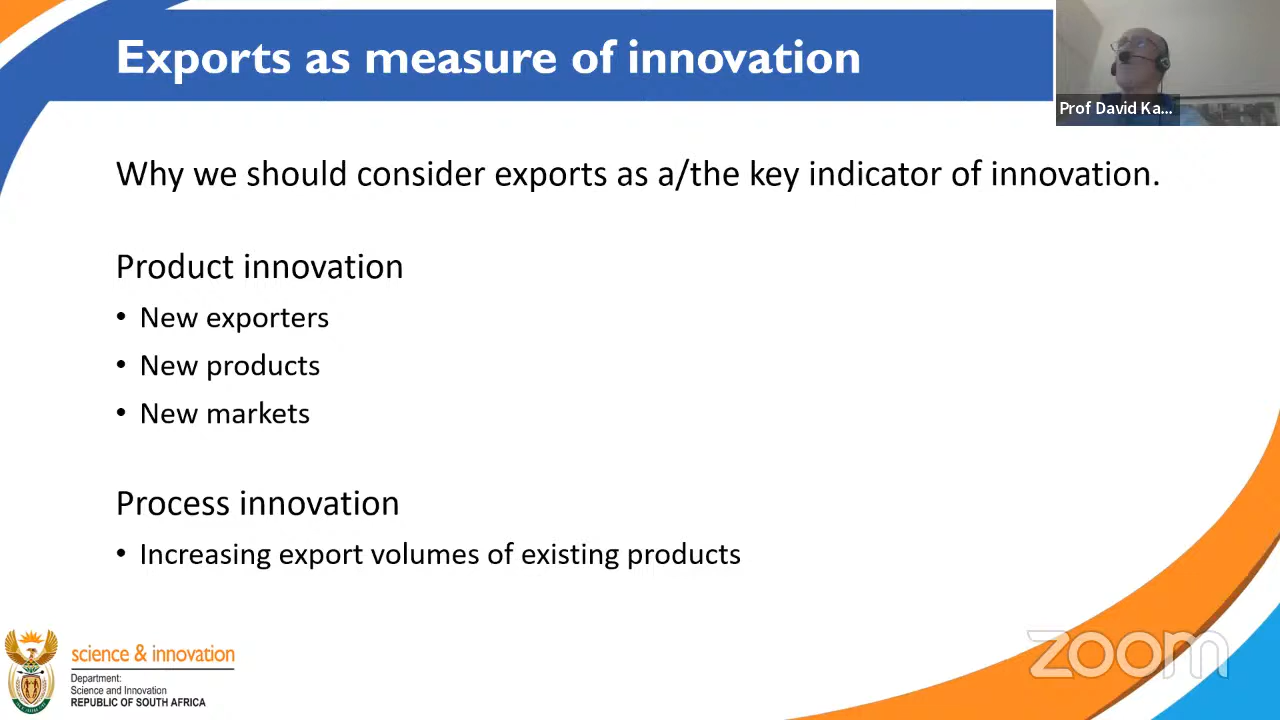 Exports as measure of innovation
Prof David Ka...
Why we should consider exports as a/the key indicator of innovation.
Product innovation
• New exporters
• New products
• New markets
Process innovation
• Increasing export volumes of existing products
science & innovation
Department:
Science and Innovation
REPUBLIC OF SOUTH AFRICA
zoom